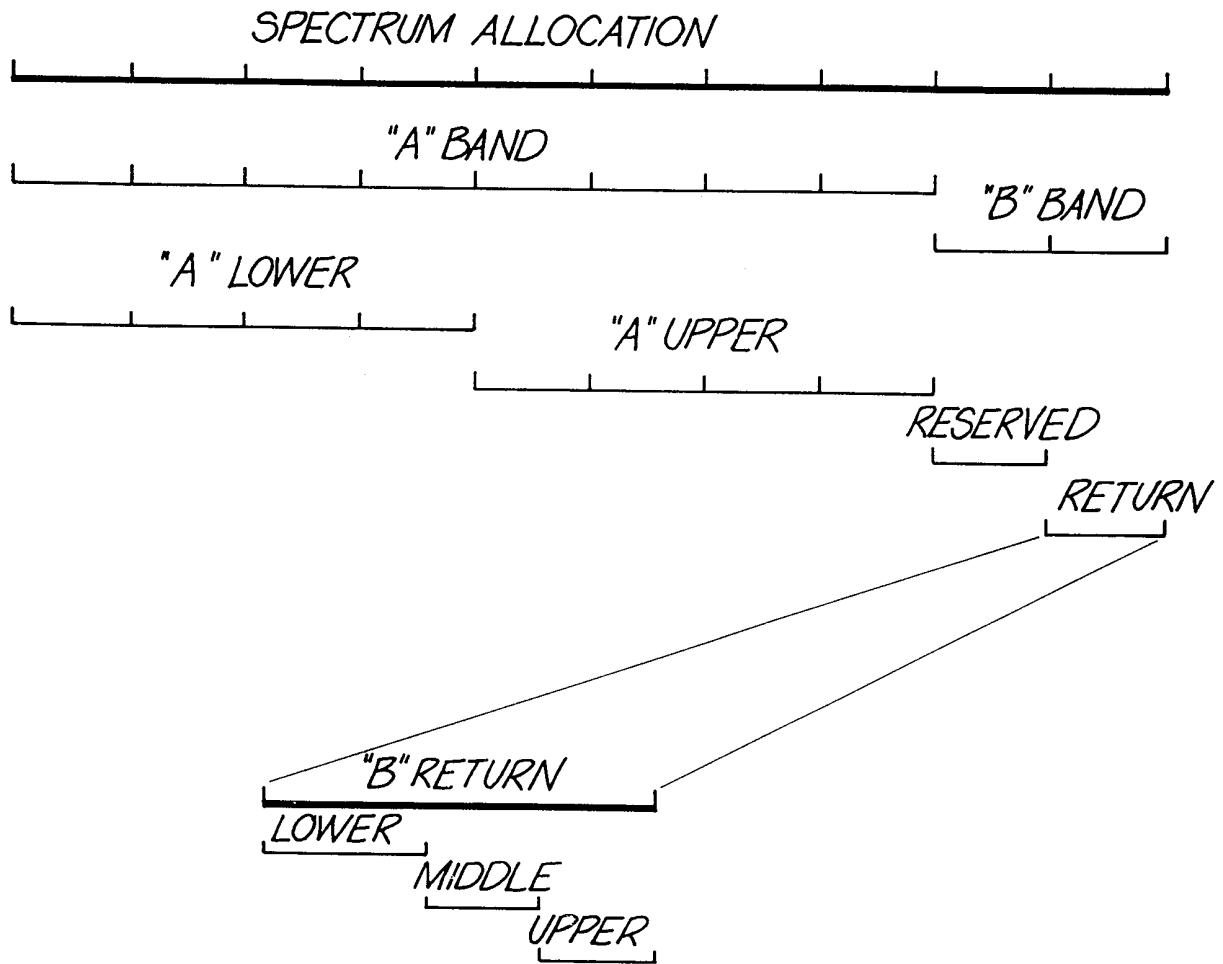 SPECTRUM ALLOCATION
"A" BAND
"B" BAND
"A" LOWER
"A" UPPER
RESERVED
RETURN
"B" RETURN
LOWER
MIDDLE
UPPER